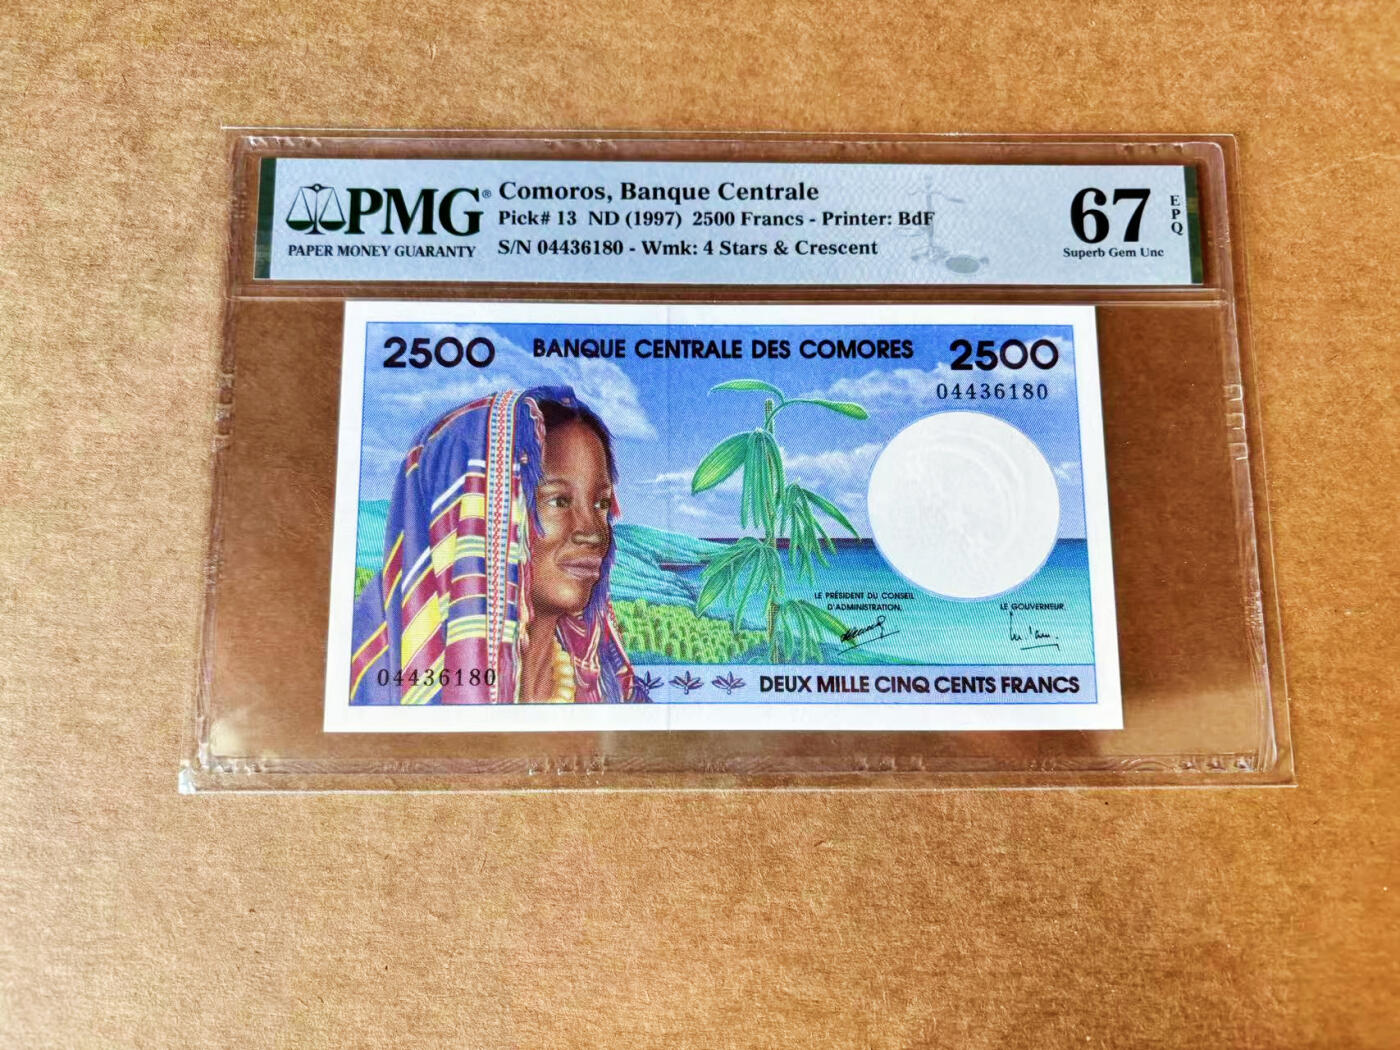 PMG®
PAPER MONEY GUARANTY
Comoros, Banque Centrale
Pick# 13 ND (1997) 2500 Francs - Printer: BdF
S/N 04436180 - Wmk: 4 Stars & Crescent
67
EPQ
Superb Gem Unc
2500
BANQUE CENTRALE DES COMORES
2500
04436180
LE PRÉSIDENT DU CONSEIL
D'ADMINISTRATION,
LE GOUVERNEUR,
04436180
DEUX MILLE CINQ CENTS FRANCS